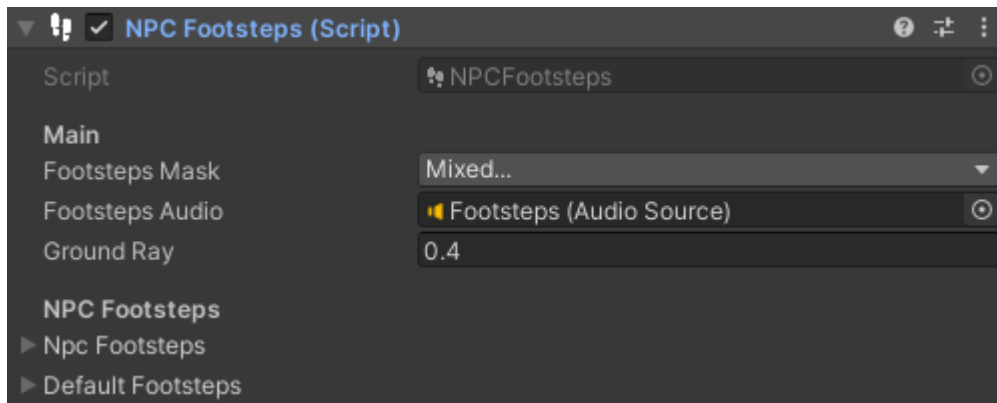 NPC Footsteps (Script)
Script NPCFootsteps
Main
Footsteps Mask Mixed...
Footsteps Audio Footsteps (Audio Source)
Ground Ray 0.4
NPC Footsteps
Npc Footsteps
Default Footsteps